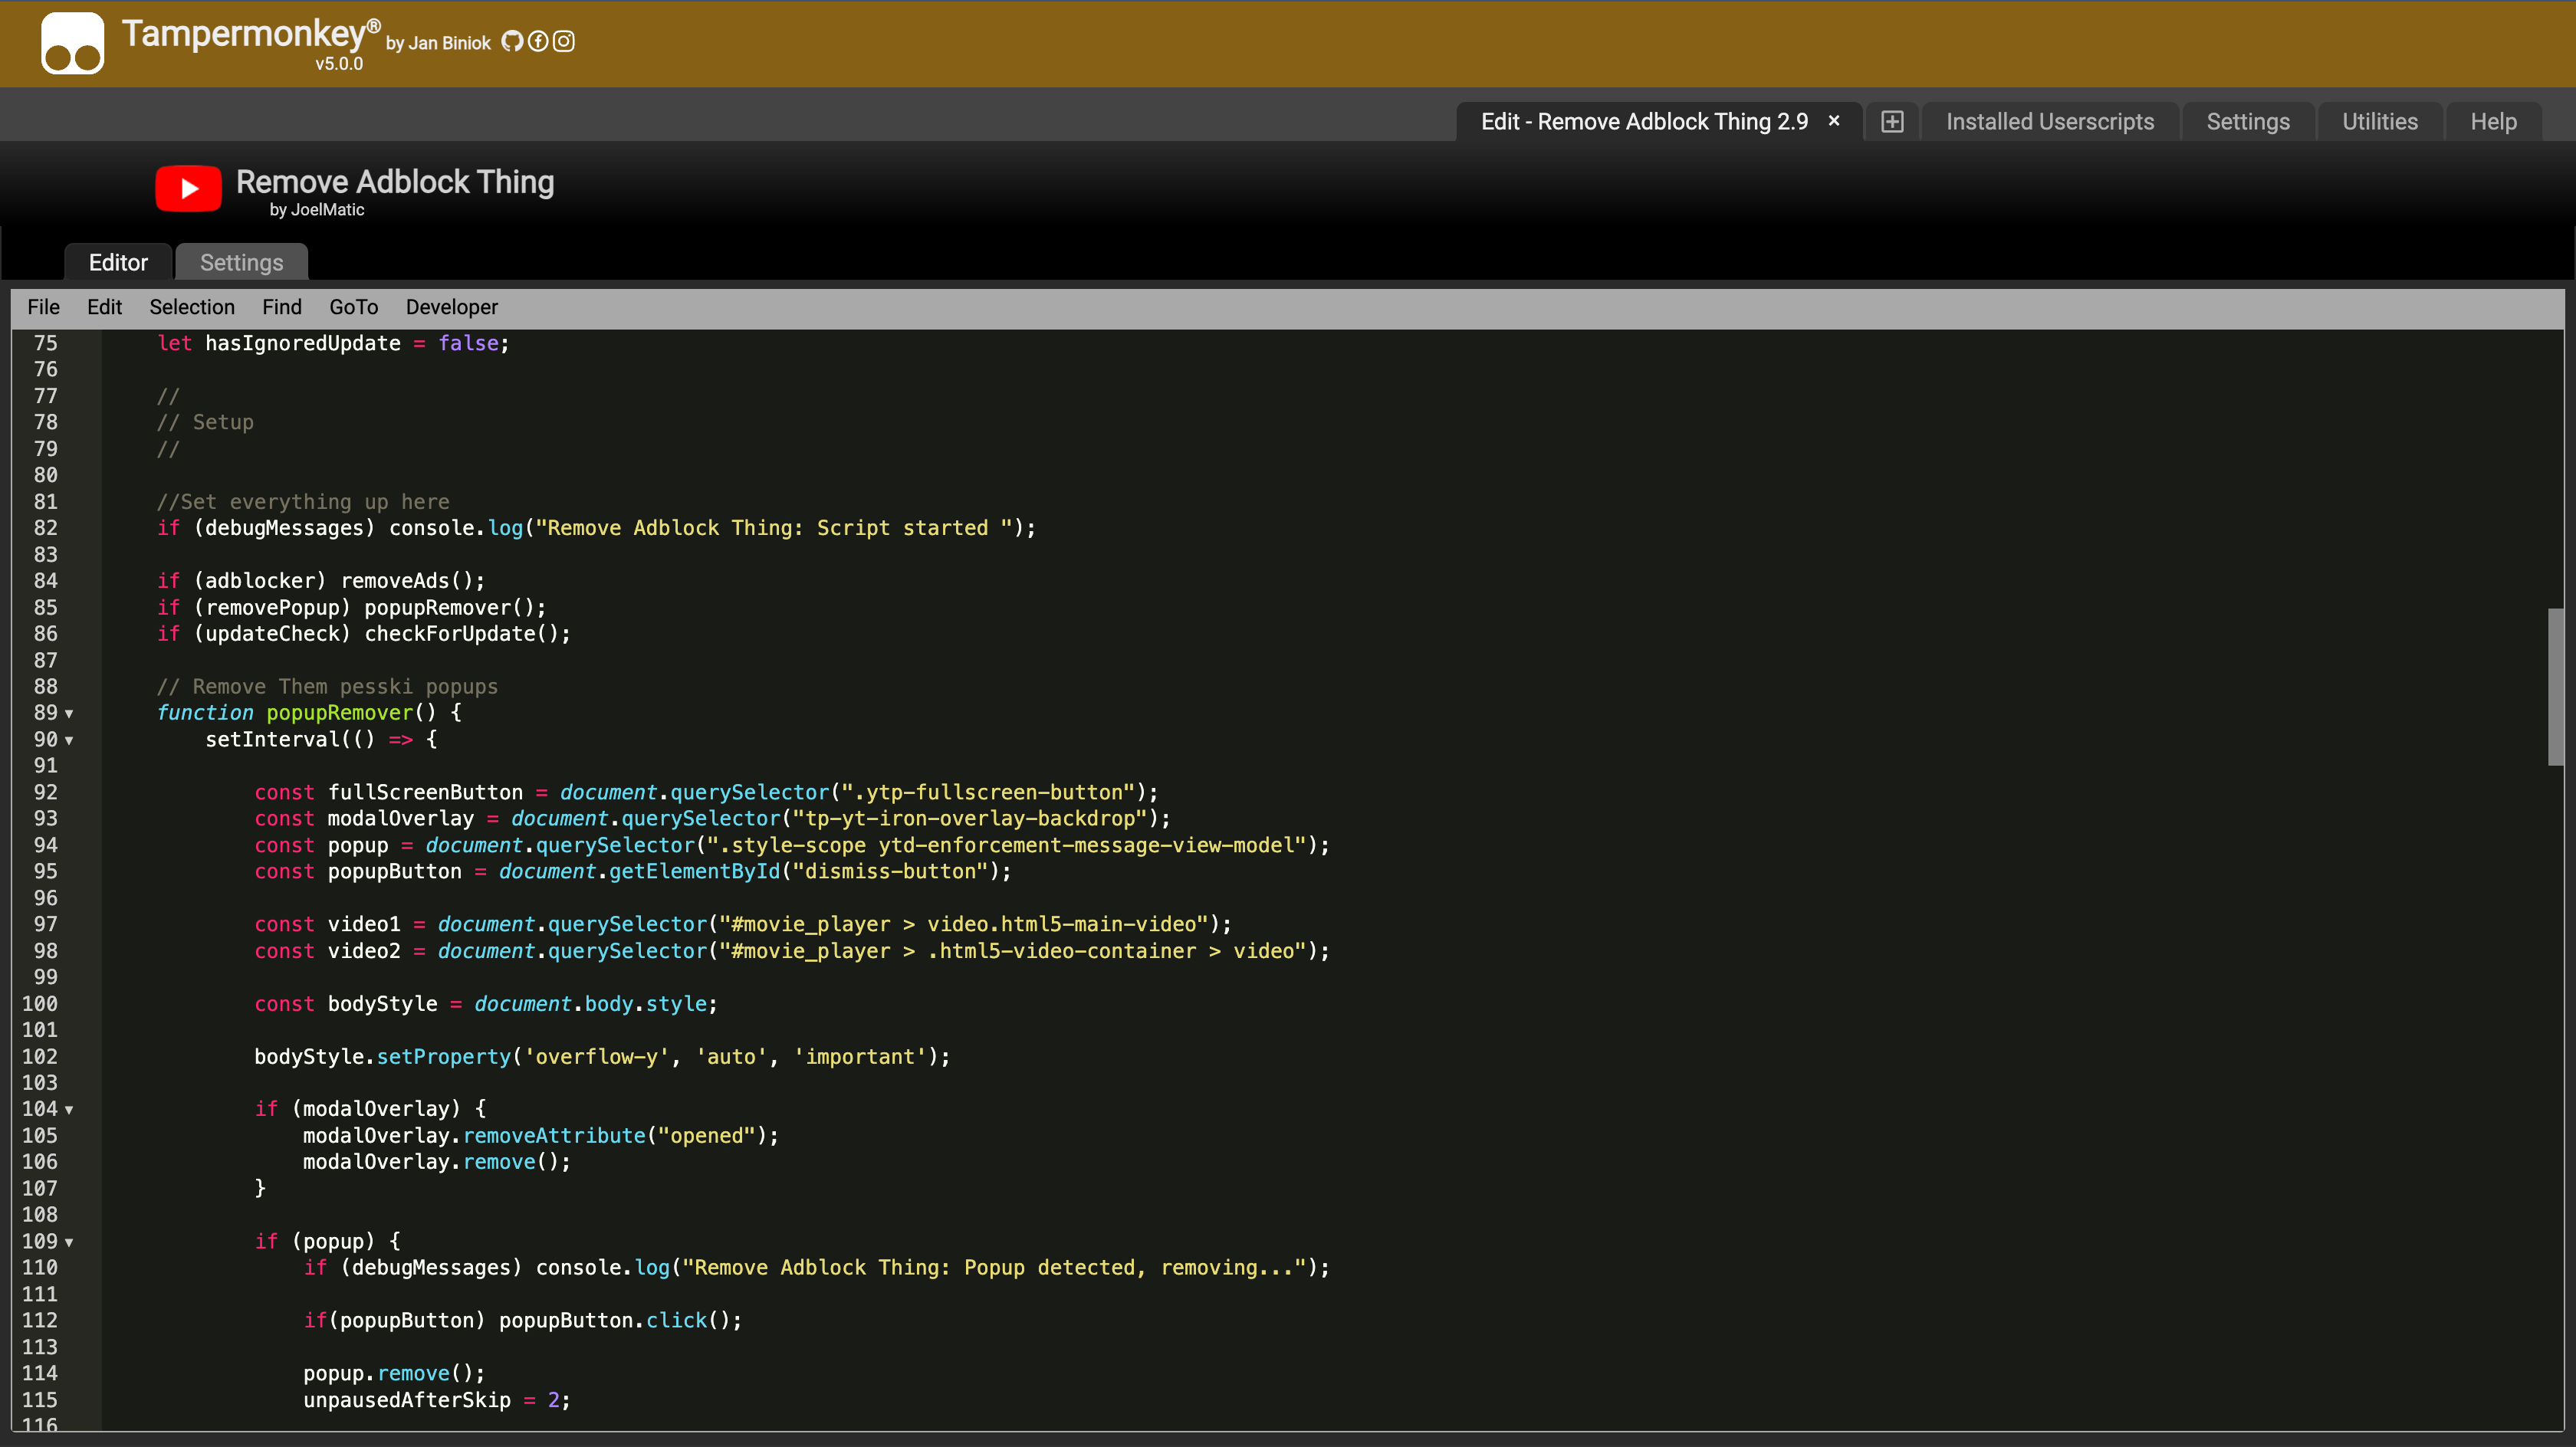 Tampermonkey® by Jan Biniok
v5.0.0
Edit - Remove Adblock Thing 2.9 × Installed Userscripts Settings Utilities Help
Remove Adblock Thing
by JoelMatic
Editor Settings
File Edit Selection Find GoTo Developer
75 let hasIgnoredUpdate = false;
76
77 //
78 // Setup
79 //
80
81 //Set everything up here
82 if (debugMessages) console.log("Remove Adblock Thing: Script started ");
83
84 if (adblocker) removeAds();
85 if (removePopup) popupRemover();
86 if (updateCheck) checkForUpdate();
87
88 // Remove Them pesski popups
89 function popupRemover() {
90 setInterval(() => {
91
92 const fullScreenButton = document.querySelector(".ytp-fullscreen-button");
93 const modalOverlay = document.querySelector("tp-yt-iron-overlay-backdrop");
94 const popup = document.querySelector(".style-scope ytd-enforcement-message-view-model");
95 const popupButton = document.getElementById("dismiss-button");
96
97 const video1 = document.querySelector("#movie_player > video.html5-main-video");
98 const video2 = document.querySelector("#movie_player > .html5-video-container > video");
99
100 const bodyStyle = document.body.style;
101
102 bodyStyle.setProperty('overflow-y', 'auto', 'important');
103
104 if (modalOverlay) {
105 modalOverlay.removeAttribute("opened");
106 modalOverlay.remove();
107 }
108
109 if (popup) {
110 if (debugMessages) console.log("Remove Adblock Thing: Popup detected, removing...");
111
112 if(popupButton) popupButton.click();
113
114 popup.remove();
115 unpausedAfterSkip = 2;
116